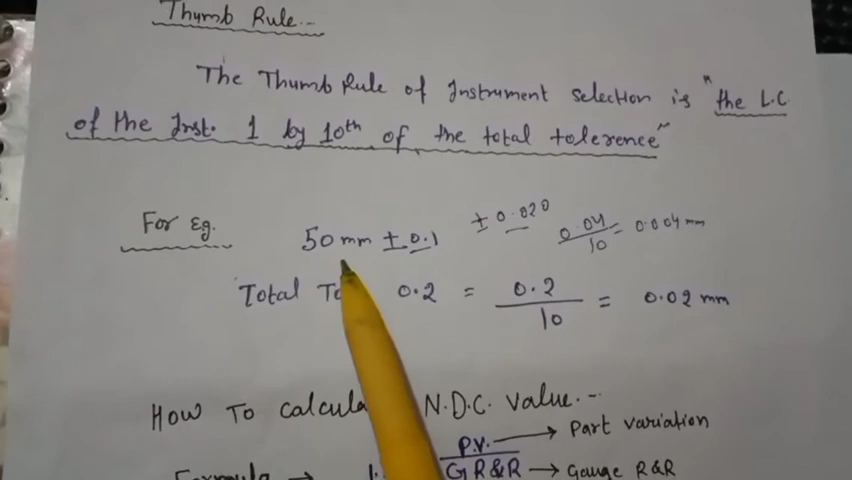 Thumb Rule..-
The Thumb Rule of Instrument selection is "the L.C.
of the Inst. 1 by 10th of the total tolerence"
For Eg. 50 mm ± 0.1 ± 0.020 0.04/10 = 0.004 mm
Total To 0.2 = 0.2/10 = 0.02 mm
How To calcula N.D.C. value.-
P.V. → Part variation
Formula → 1. G R&R → Gauge R&R